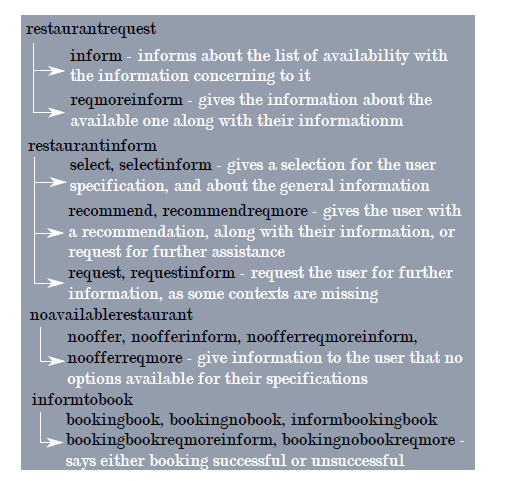 restaurantrequest
inform - informs about the list of availability with
the information concerning to it
reqmoreinform - gives the information about the
available one along with their informationm
restaurantinform
select, selectinform - gives a selection for the user
specification, and about the general information
recommend, recommendreqmore - gives the user with
a recommendation, along with their information, or
request for further assistance
request, requestinform - request the user for further
information, as some contexts are missing
noavailablerestaurant
nooffer, noofferinform, noofferreqmoreinform,
noofferreqmore - give information to the user that no
options available for their specifications
informtobook
bookingbook, bookingnobook, informbookingbook
bookingbookreqmoreinform, bookingnobookreqmore -
says either booking successful or unsuccessful